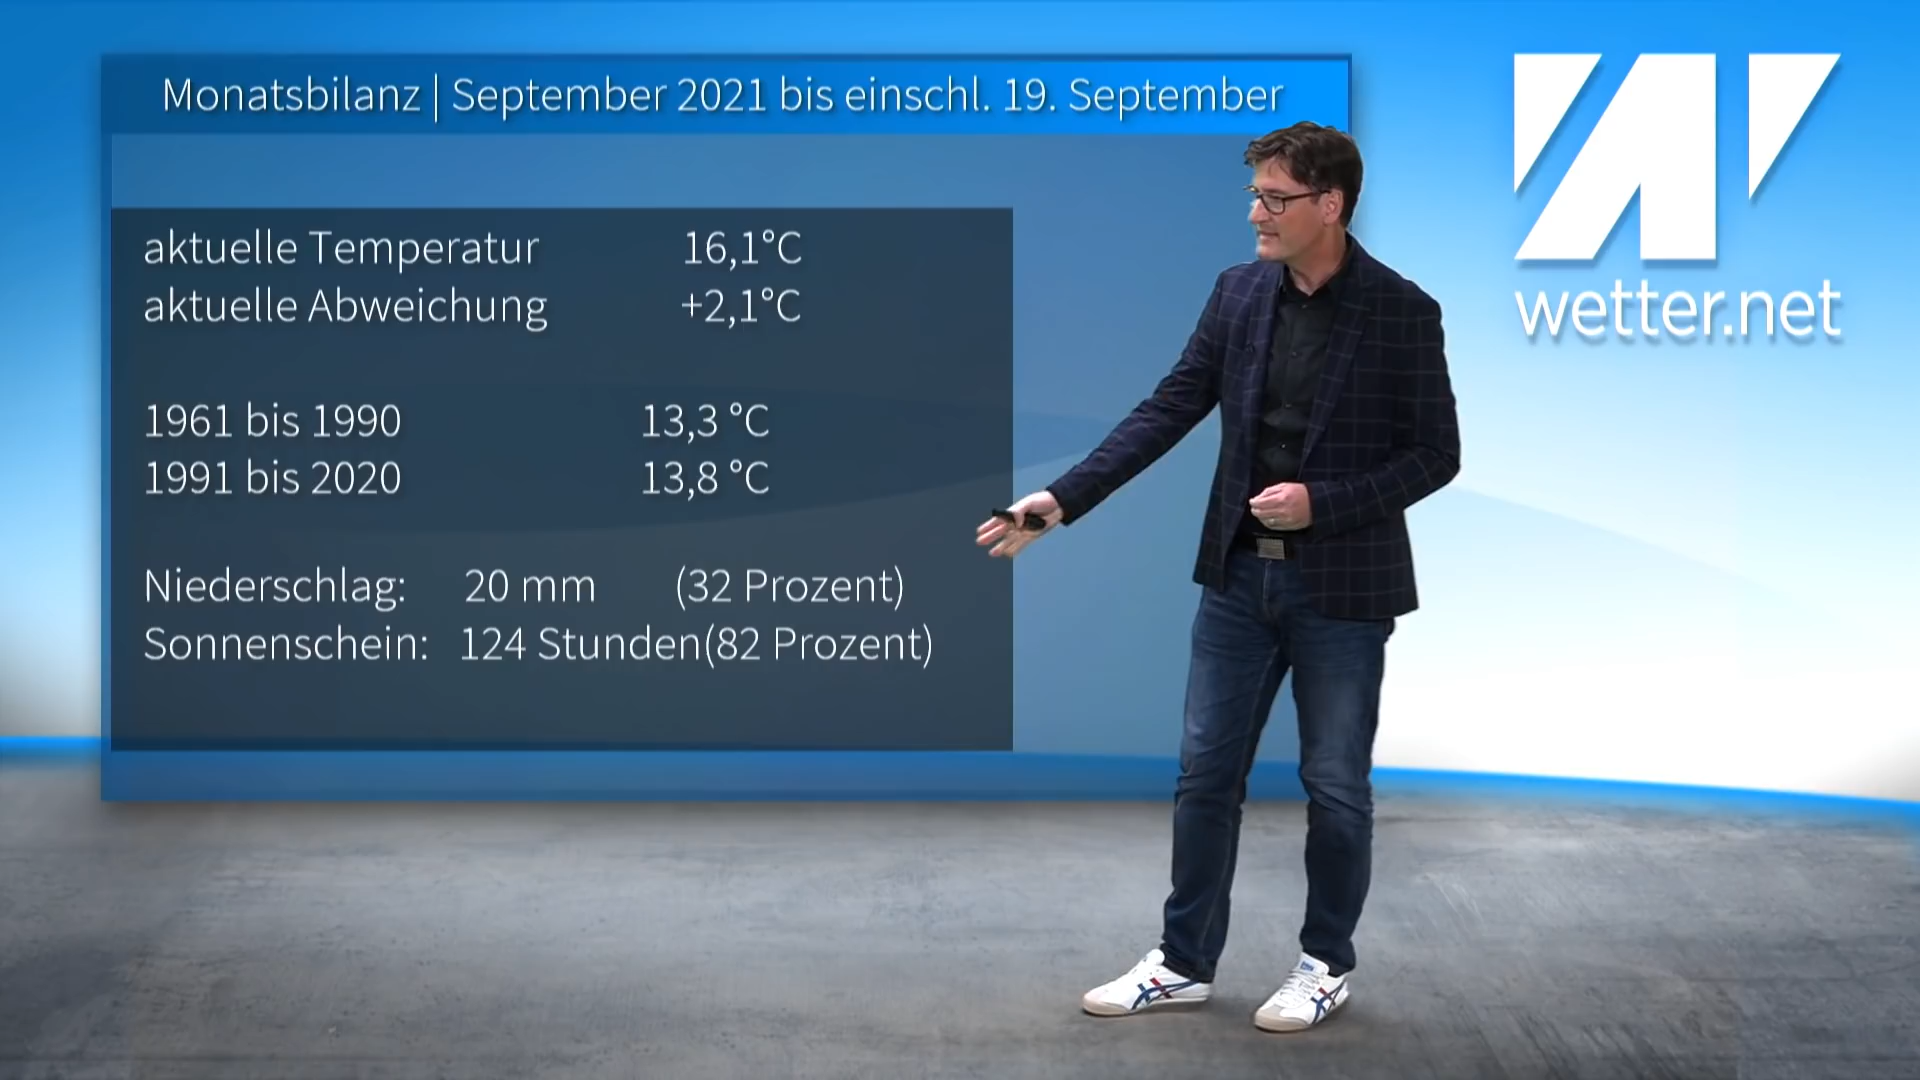 Monatsbilanz | September 2021 bis einschl. 19. September
aktuelle Temperatur 16,1°C
aktuelle Abweichung +2,1°C
1961 bis 1990 13,3 °C
1991 bis 2020 13,8 °C
Niederschlag: 20 mm (32 Prozent)
Sonnenschein: 124 Stunden(82 Prozent)
wetter.net